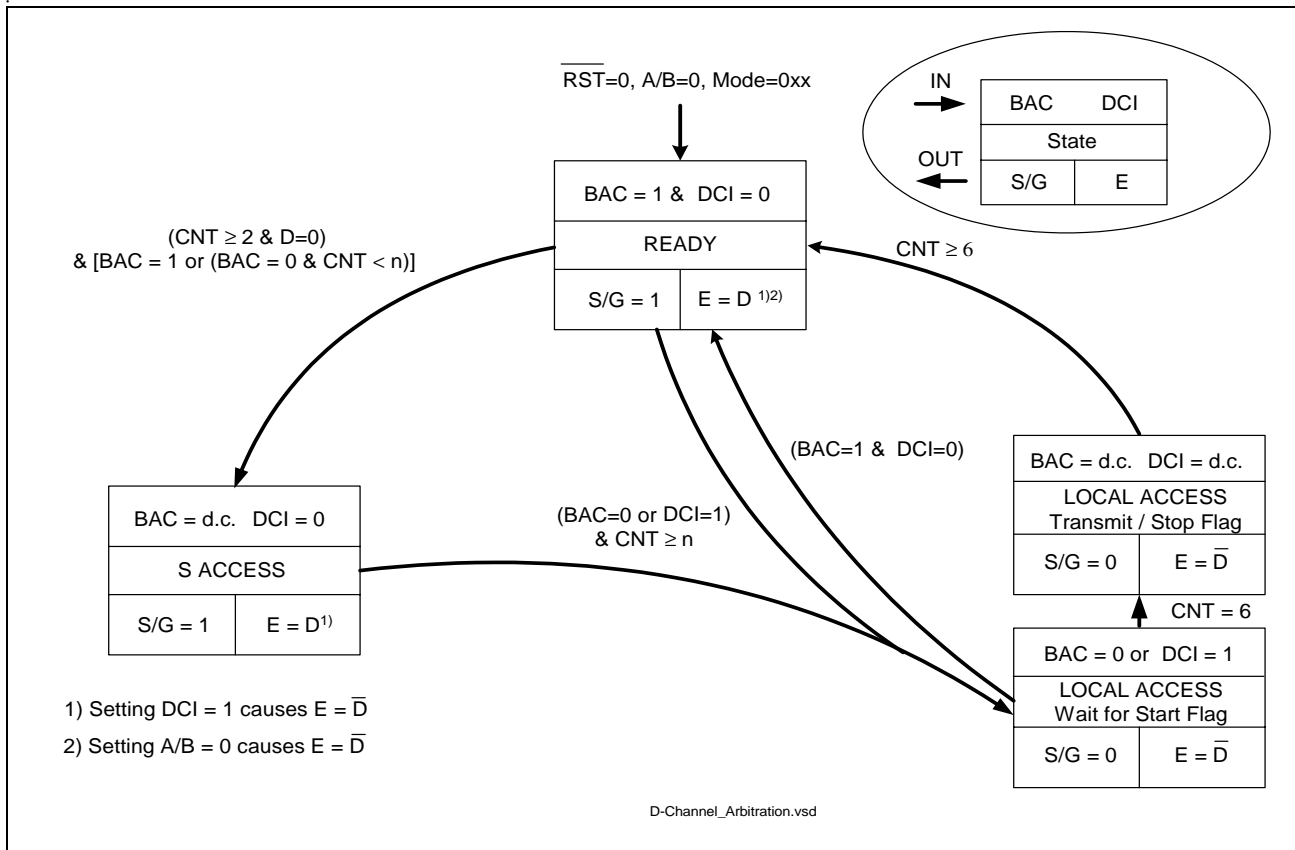 R̅S̅T̅=0, A/B=0, Mode=0xx
IN
BAC DCI
State
OUT
S/G E
BAC = 1 & DCI = 0
READY
S/G = 1 E = D 1)2)
(CNT ≥ 2 & D=0)
& [BAC = 1 or (BAC = 0 & CNT < n)]
CNT ≥ 6
(BAC=1 & DCI=0)
(BAC=0 or DCI=1)
& CNT ≥ n
BAC = d.c. DCI = d.c.
LOCAL ACCESS
Transmit / Stop Flag
S/G = 0 E = D̅
CNT = 6
BAC = d.c. DCI = 0
S ACCESS
S/G = 1 E = D1)
BAC = 0 or DCI = 1
LOCAL ACCESS
Wait for Start Flag
S/G = 0 E = D̅
1) Setting DCI = 1 causes E = D̅
2) Setting A/B = 0 causes E = D̅
D-Channel_Arbitration.vsd